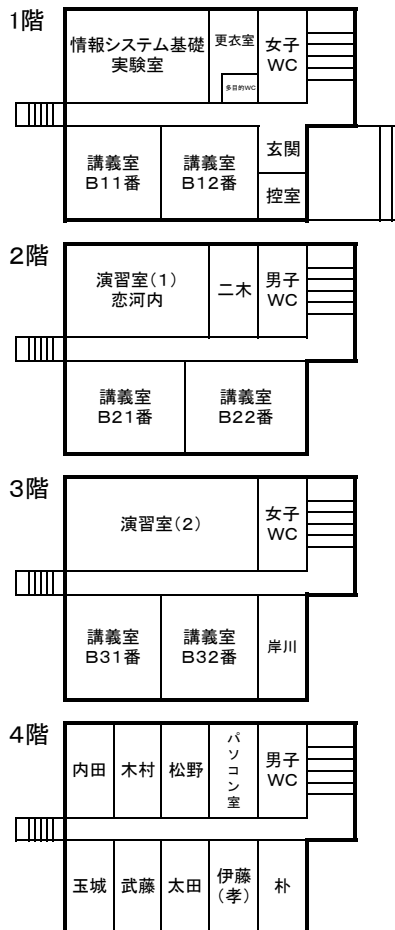 1階
情報システム基礎
実験室
更衣室
多目的WC
女子
WC
講義室
B11番
講義室
B12番
玄関
控室
2階
演習室(1)
恋河内
二木
男子
WC
講義室
B21番
講義室
B22番
3階
演習室(2)
女子
WC
講義室
B31番
講義室
B32番
岸川
4階
内田
木村
松野
パソコン室
男子
WC
玉城
武藤
太田
伊藤
(孝)
朴